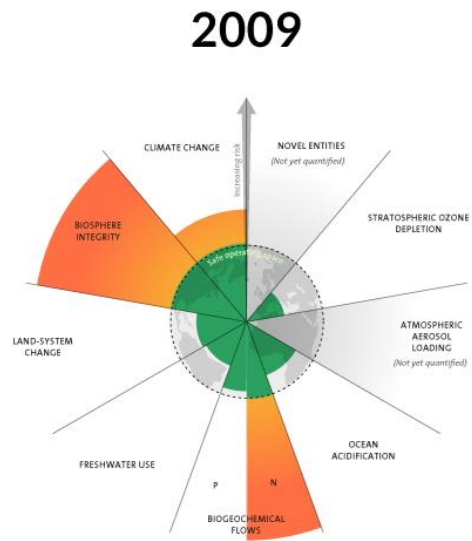 2009
CLIMATE CHANGE
Increasing risk
NOVEL ENTITIES
(Not yet quantified)
STRATOSPHERIC OZONE
DEPLETION
BIOSPHERE
INTEGRITY
Safe operating space
LAND-SYSTEM
CHANGE
ATMOSPHERIC
AEROSOL
LOADING
(Not yet quantified)
FRESHWATER USE
OCEAN
ACIDIFICATION
P
N
BIOGEOCHEMICAL
FLOWS